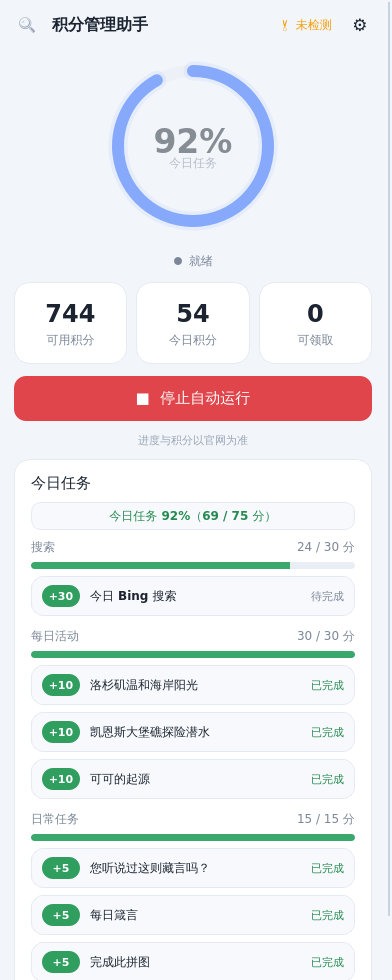 积分管理助手
未检测
92%
今日任务
就绪
744
可用积分
54
今日积分
0
可领取
停止自动运行
进度与积分以官网为准
今日任务
今日任务 92%（69 / 75 分）
搜索 24 / 30 分
+30 今日 Bing 搜索 待完成
每日活动 30 / 30 分
+10 洛杉矶温和海岸阳光 已完成
+10 凯恩斯大堡礁探险潜水 已完成
+10 可可的起源 已完成
日常任务 15 / 15 分
+5 您听说过这则藏言吗？ 已完成
+5 每日箴言 已完成
+5 完成此拼图 已完成